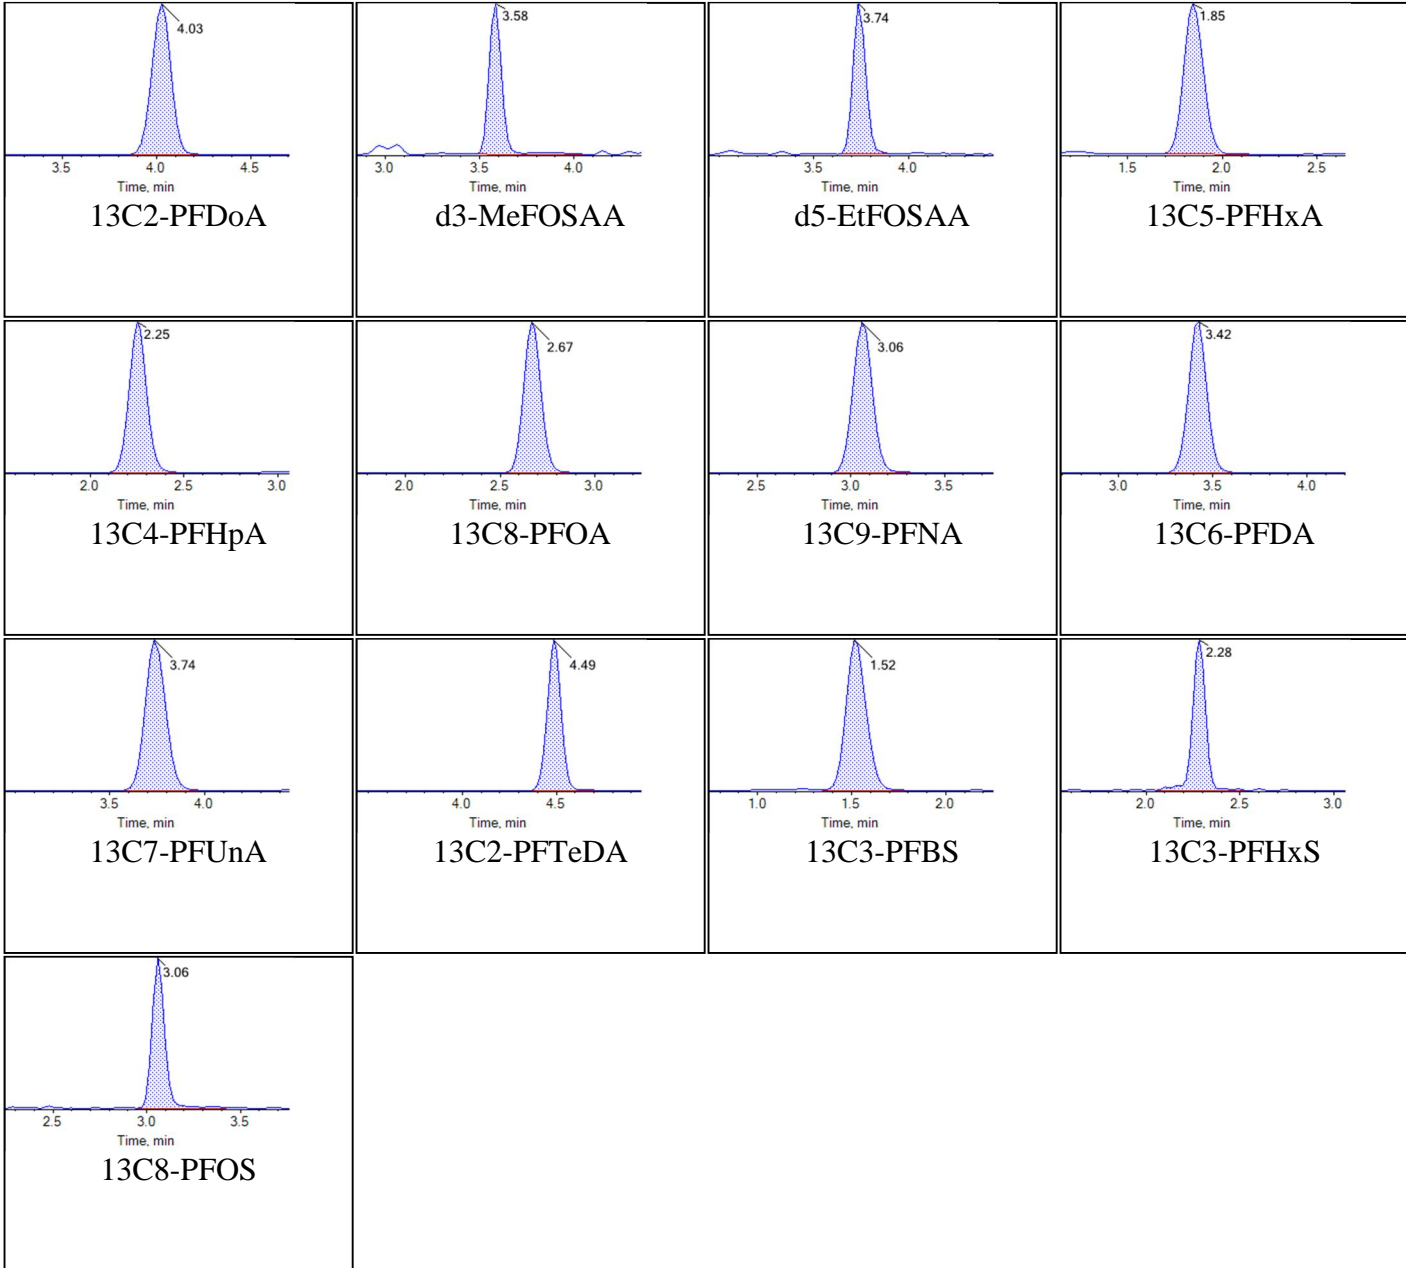 4.03
3.5 4.0 4.5
Time, min
13C2-PFDoA
3.58
3.0 3.5 4.0
Time, min
d3-MeFOSAA
3.74
3.5 4.0
Time, min
d5-EtFOSAA
1.85
1.5 2.0 2.5
Time, min
13C5-PFHxA
2.25
2.0 2.5 3.0
Time, min
13C4-PFHpA
2.67
2.0 2.5 3.0
Time, min
13C8-PFOA
3.06
2.5 3.0 3.5
Time, min
13C9-PFNA
3.42
3.0 3.5 4.0
Time, min
13C6-PFDA
3.74
3.5 4.0
Time, min
13C7-PFUnA
4.49
4.0 4.5
Time, min
13C2-PFTeDA
1.52
1.0 1.5 2.0
Time, min
13C3-PFBS
2.28
2.0 2.5 3.0
Time, min
13C3-PFHxS
3.06
2.5 3.0 3.5
Time, min
13C8-PFOS